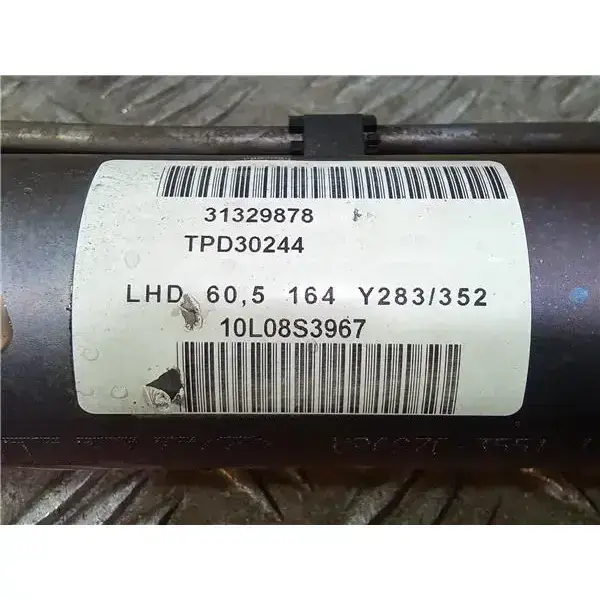 31329878
TPD30244
LHD 60,5 164 Y283/352
10L08S3967